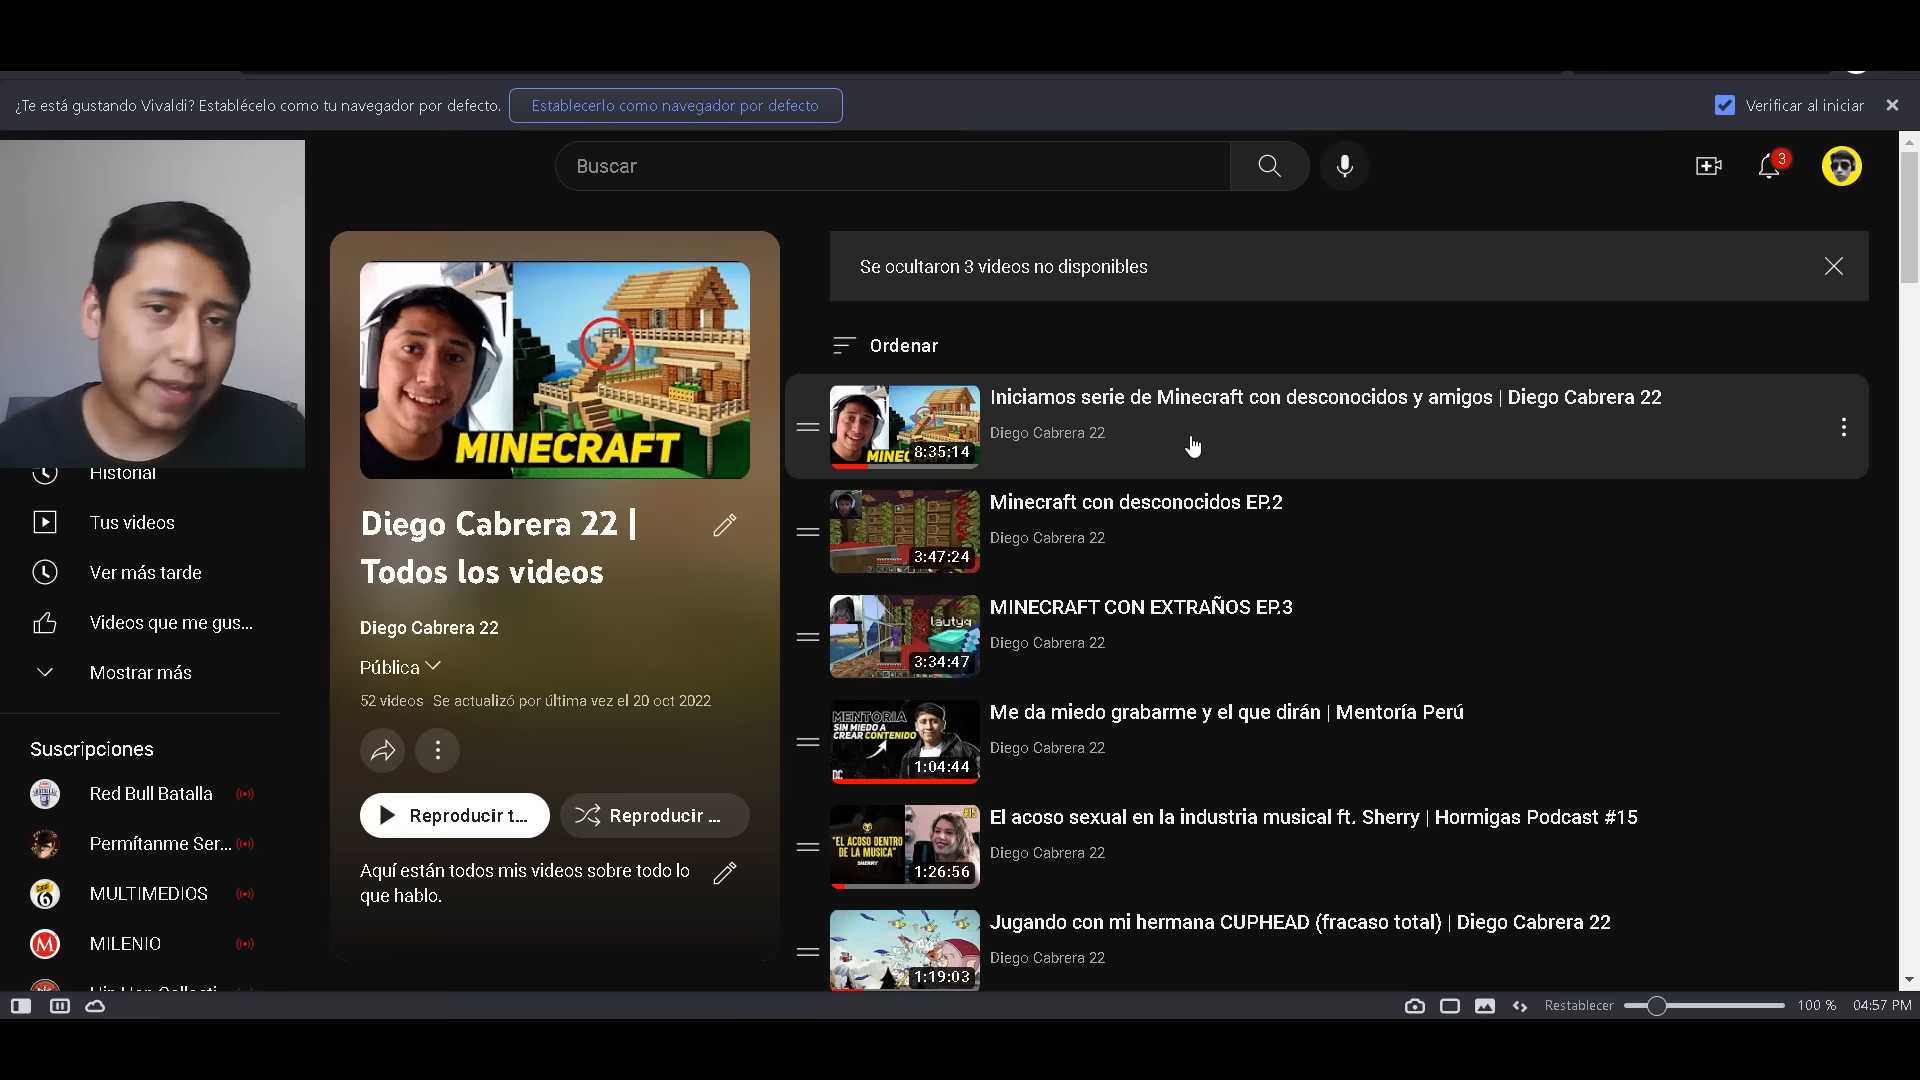 ¿Te está gustando Vivaldi? Establécelo como tu navegador por defecto.
Establecerlo como navegador por defecto
Verificar al iniciar
Buscar
3
Historial
Tus videos
Ver más tarde
Videos que me gus...
Mostrar más
Suscripciones
Red Bull Batalla
Permítanme Ser...
MULTIMEDIOS
MILENIO
MINECRAFT
Diego Cabrera 22 |
Todos los videos
Diego Cabrera 22
Pública
52 videos Se actualizó por última vez el 20 oct 2022
Reproducir t...
Reproducir ...
Aquí están todos mis videos sobre todo lo
que hablo.
Se ocultaron 3 videos no disponibles
Ordenar
8:35:14
Iniciamos serie de Minecraft con desconocidos y amigos | Diego Cabrera 22
Diego Cabrera 22
3:47:24
Minecraft con desconocidos EP.2
Diego Cabrera 22
lautyq
3:34:47
MINECRAFT CON EXTRAÑOS EP.3
Diego Cabrera 22
MENTORIA
SIN MIEDO A
CREAR CONTENIDO
DC
1:04:44
Me da miedo grabarme y el que dirán | Mentoría Perú
Diego Cabrera 22
#15
"EL ACOSO DENTRO
DE LA MUSICA"
SHERRY
1:26:56
El acoso sexual en la industria musical ft. Sherry | Hormigas Podcast #15
Diego Cabrera 22
1:19:03
Jugando con mi hermana CUPHEAD (fracaso total) | Diego Cabrera 22
Diego Cabrera 22
Restablecer
100 %
04:57 PM